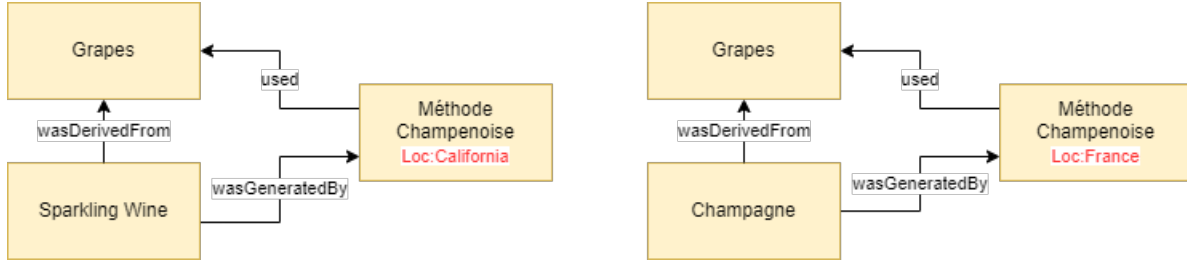 Grapes
used
Méthode
Champenoise
Loc:California
wasDerivedFrom
wasGeneratedBy
Sparkling Wine
Grapes
used
Méthode
Champenoise
Loc:France
wasDerivedFrom
wasGeneratedBy
Champagne